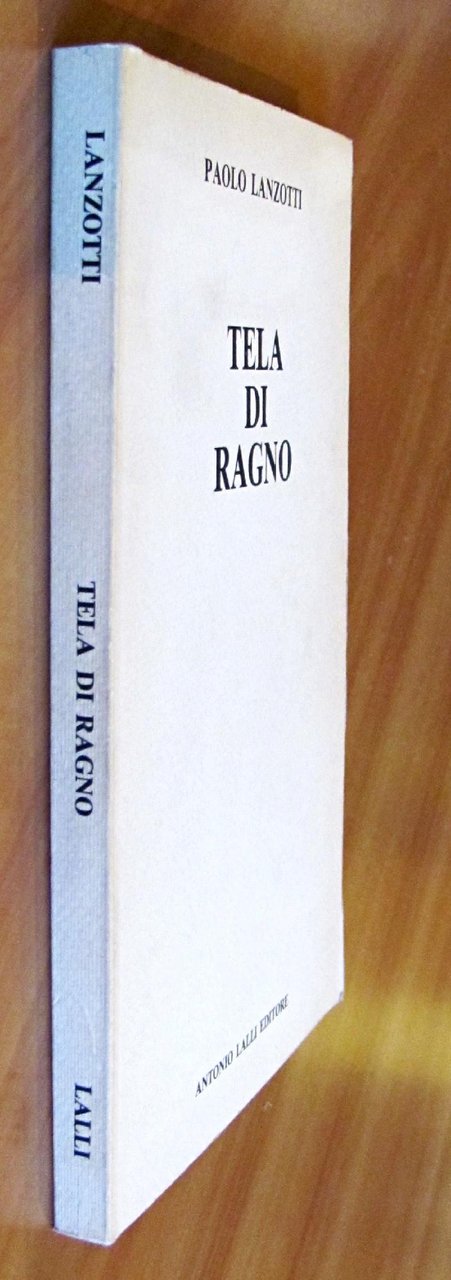 LANZOTTI
TELA DI RAGNO
LALLI
PAOLO LANZOTTI
TELA
DI
RAGNO
ANTONIO LALLI EDITORE